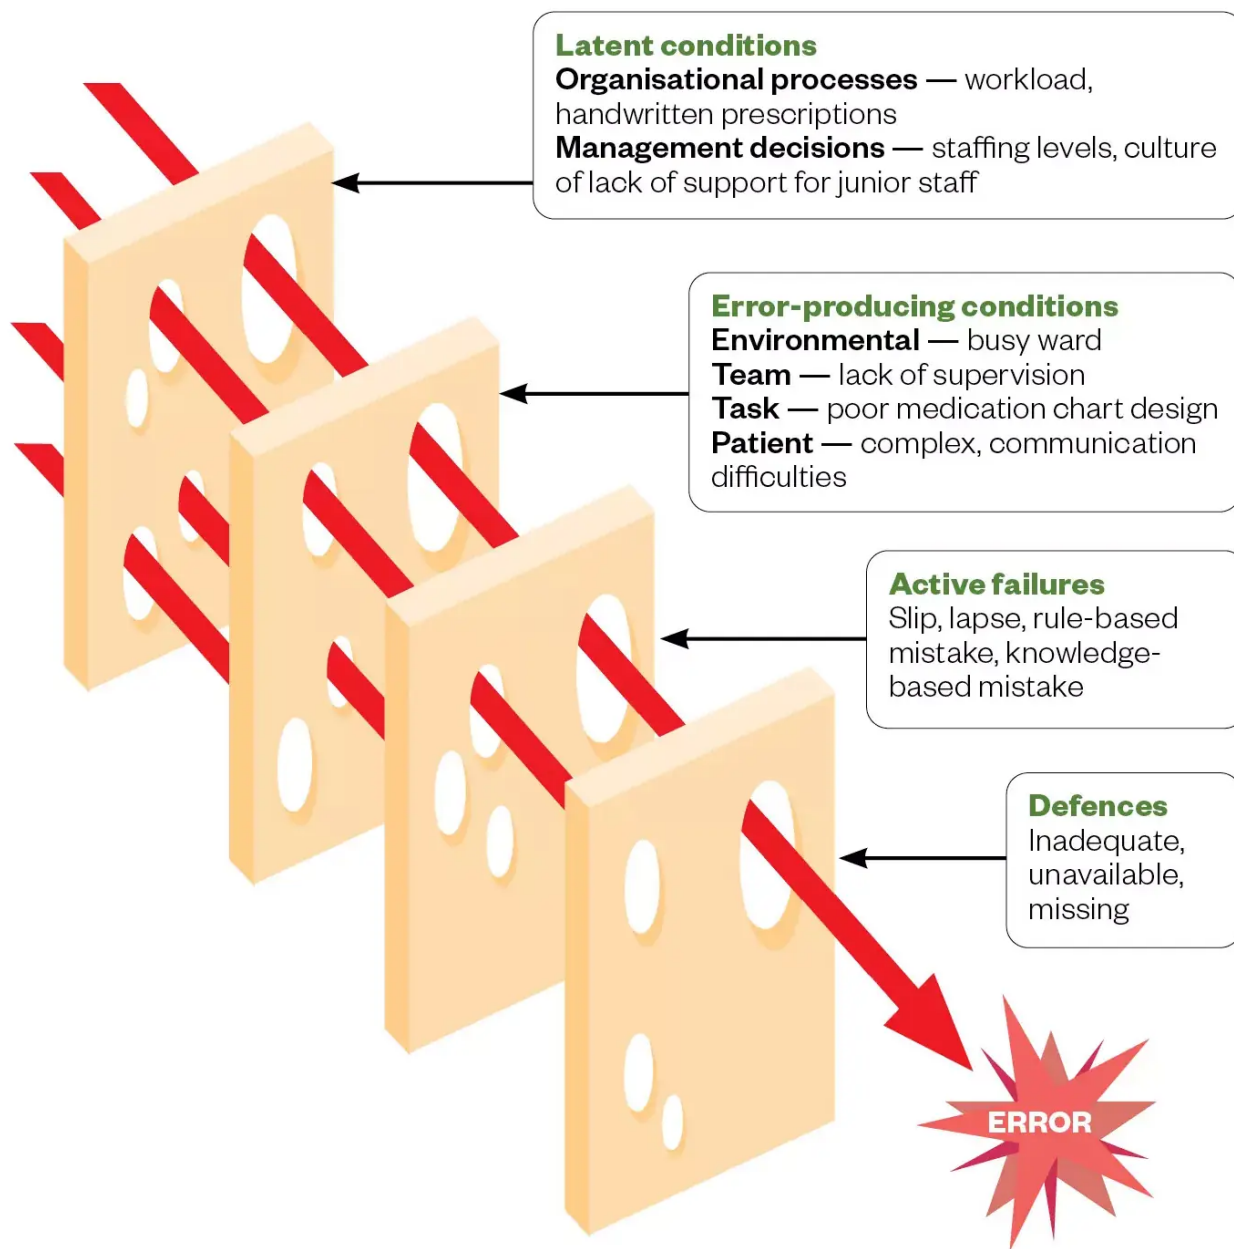 Latent conditions
Organisational processes — workload,
handwritten prescriptions
Management decisions — staffing levels, culture
of lack of support for junior staff
Error-producing conditions
Environmental — busy ward
Team — lack of supervision
Task — poor medication chart design
Patient — complex, communication
difficulties
Active failures
Slip, lapse, rule-based
mistake, knowledge-
based mistake
Defences
Inadequate,
unavailable,
missing
ERROR